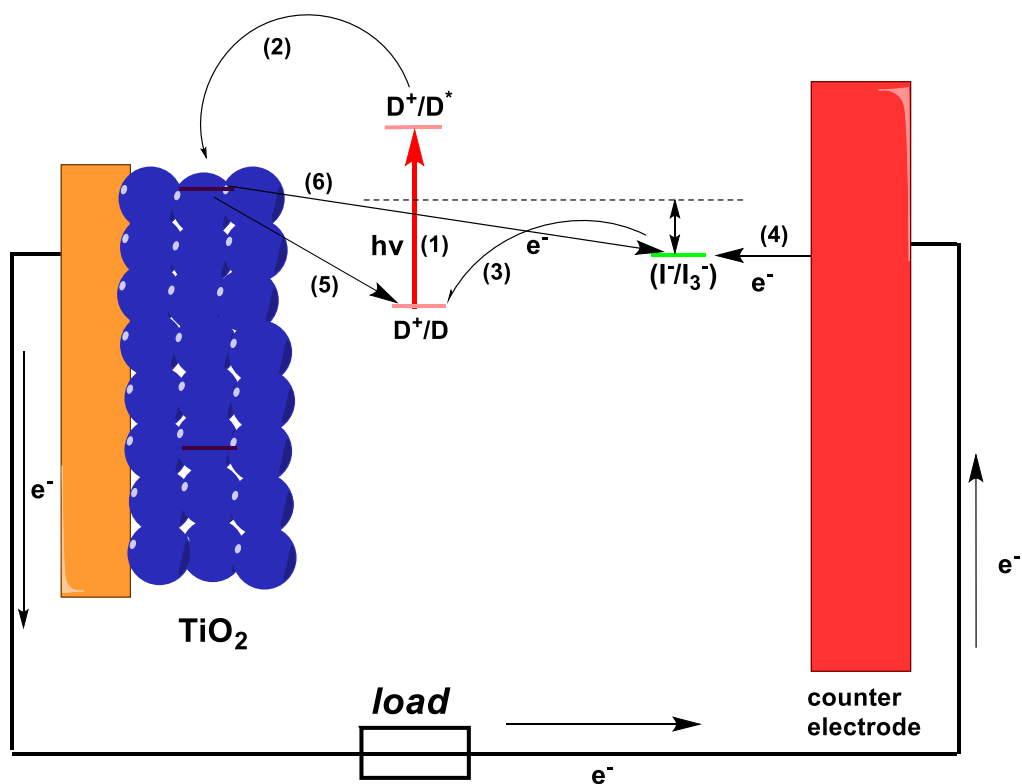 (2)
D⁺/D*
(6)
hν
(1)
e⁻
(3)
(4)
(I⁻/I₃⁻)
e⁻
(5)
D⁺/D
e⁻
e⁻
TiO₂
load
counter
electrode
e⁻